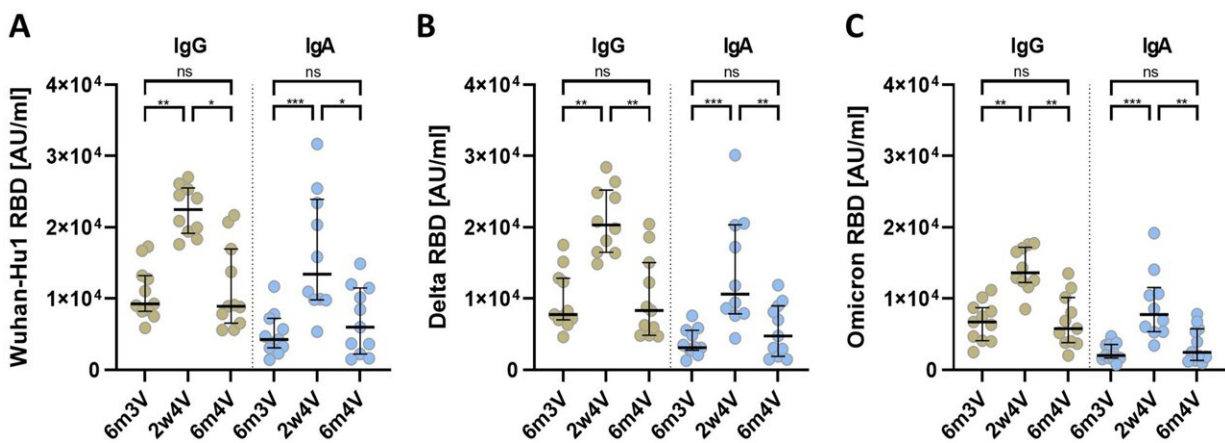 A
IgG IgA
ns ns
** * *** *
Wuhan-Hu1 RBD [AU/ml]
4×10⁴
3×10⁴
2×10⁴
1×10⁴
0
6m3V 2w4V 6m4V 6m3V 2w4V 6m4V
B
IgG IgA
ns ns
** ** *** **
Delta RBD [AU/ml]
4×10⁴
3×10⁴
2×10⁴
1×10⁴
0
6m3V 2w4V 6m4V 6m3V 2w4V 6m4V
C
IgG IgA
ns ns
** ** *** **
Omicron RBD [AU/ml]
4×10⁴
3×10⁴
2×10⁴
1×10⁴
0
6m3V 2w4V 6m4V 6m3V 2w4V 6m4V